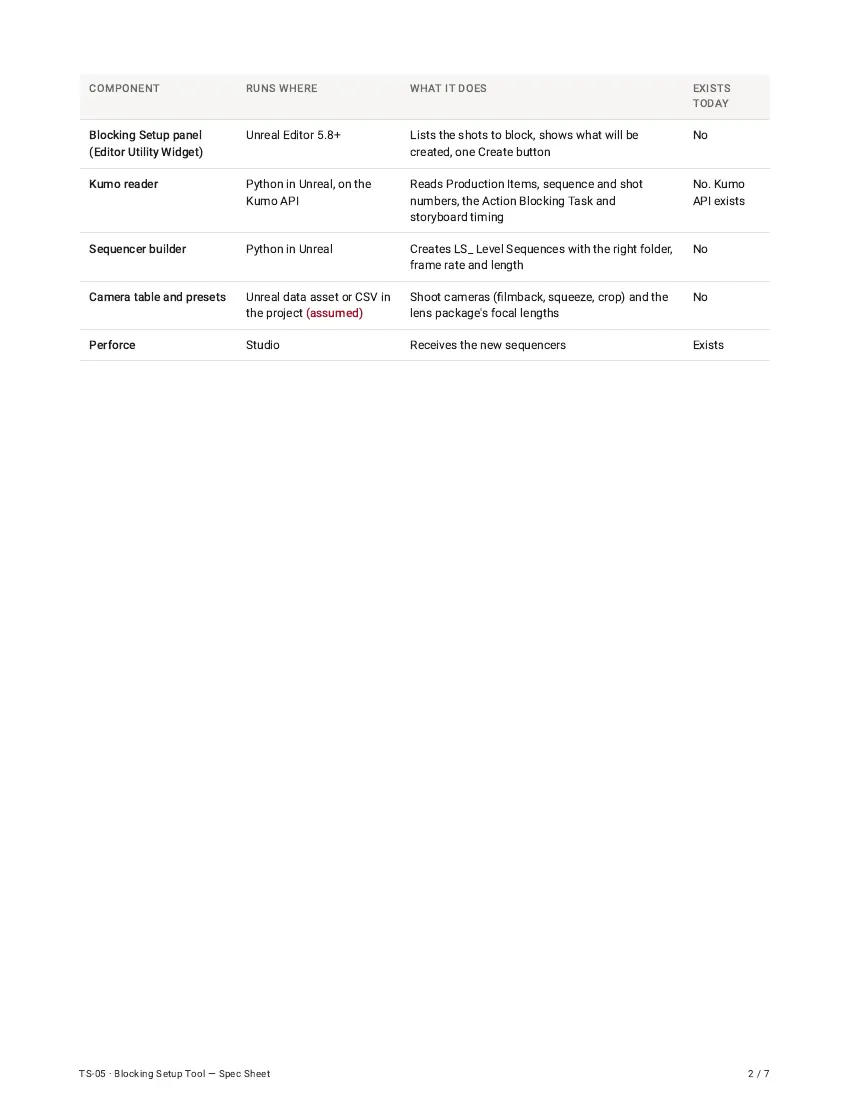 COMPONENT RUNS WHERE WHAT IT DOES EXISTS
TODAY
Blocking Setup panel Unreal Editor 5.8+ Lists the shots to block, shows what will be No
(Editor Utility Widget) created, one Create button
Kumo reader Python in Unreal, on the Reads Production Items, sequence and shot No. Kumo
Kumo API numbers, the Action Blocking Task and API exists
storyboard timing
Sequencer builder Python in Unreal Creates LS_ Level Sequences with the right folder, No
frame rate and length
Camera table and presets Unreal data asset or CSV in Shoot cameras (filmback, squeeze, crop) and the No
the project (assumed) lens package's focal lengths
Perforce Studio Receives the new sequencers Exists
TS-05 · Blocking Setup Tool — Spec Sheet 2 / 7